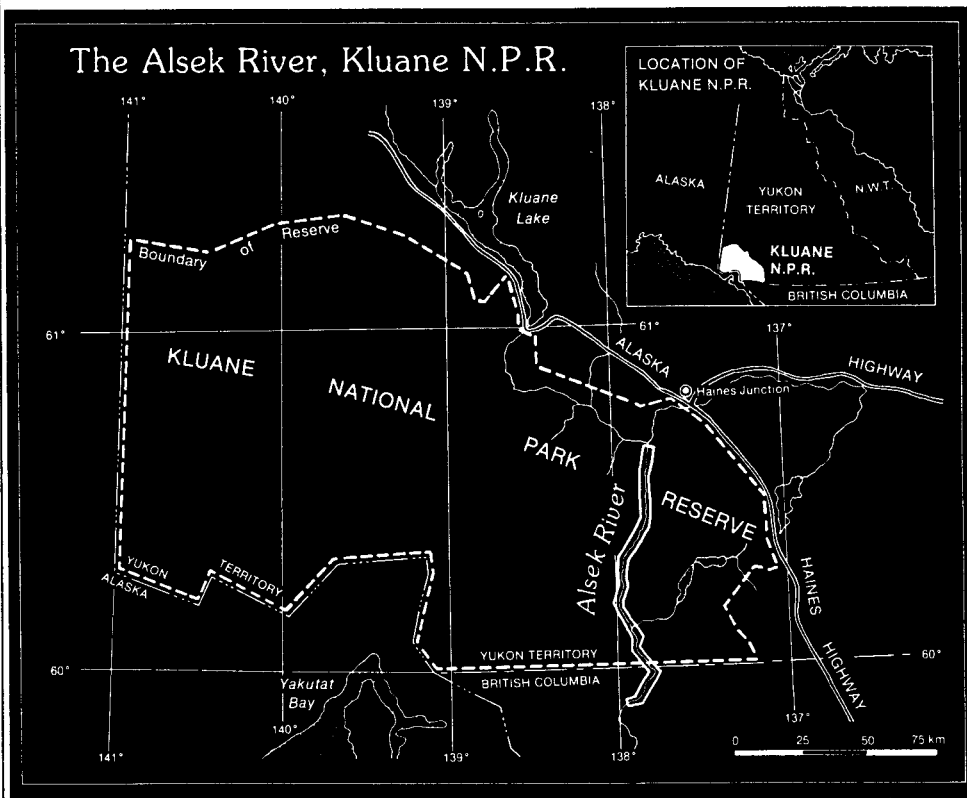 The Alsek River, Kluane N.P.R.
LOCATION OF
KLUANE N.P.R.
ALASKA
YUKON
TERRITORY
N.W.T.
KLUANE
N.P.R.
BRITISH COLUMBIA
141°
140°
139°
138°
Kluane
Lake
Boundary of Reserve
61°
61°
137°
KLUANE
NATIONAL
PARK
RESERVE
ALASKA
HIGHWAY
Haines Junction
Alsek River
HAINES
HIGHWAY
YUKON
ALASKA
TERRITORY
60°
YUKON TERRITORY
BRITISH COLUMBIA
60°
Yakutat
Bay
141°
140°
139°
138°
137°
0 25 50 75 km